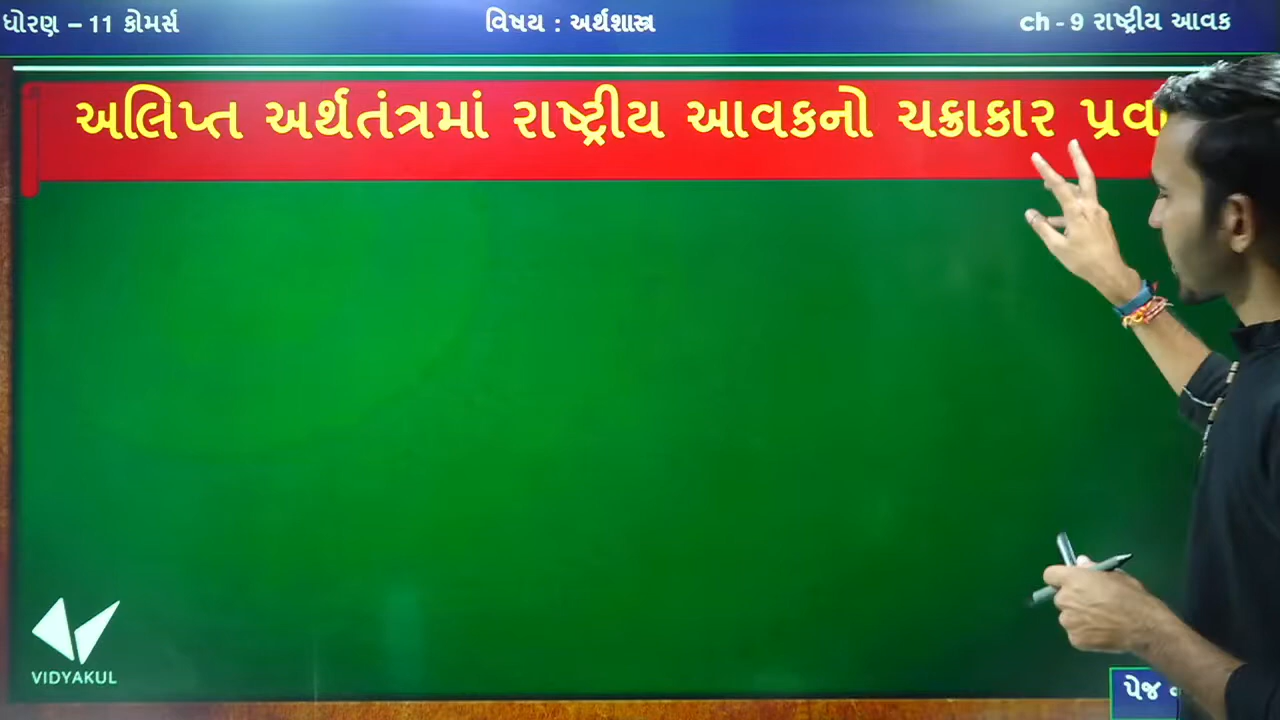 ધોરણ – 11 કોમર્સ
વિષય : અર્થશાસ્ત્ર
ch - 9 રાષ્ટ્રીય આવક
અલિપ્ત અર્થતંત્રમાં રાષ્ટ્રીય આવકનો ચક્રાકાર
VIDYAKUL
પેજ